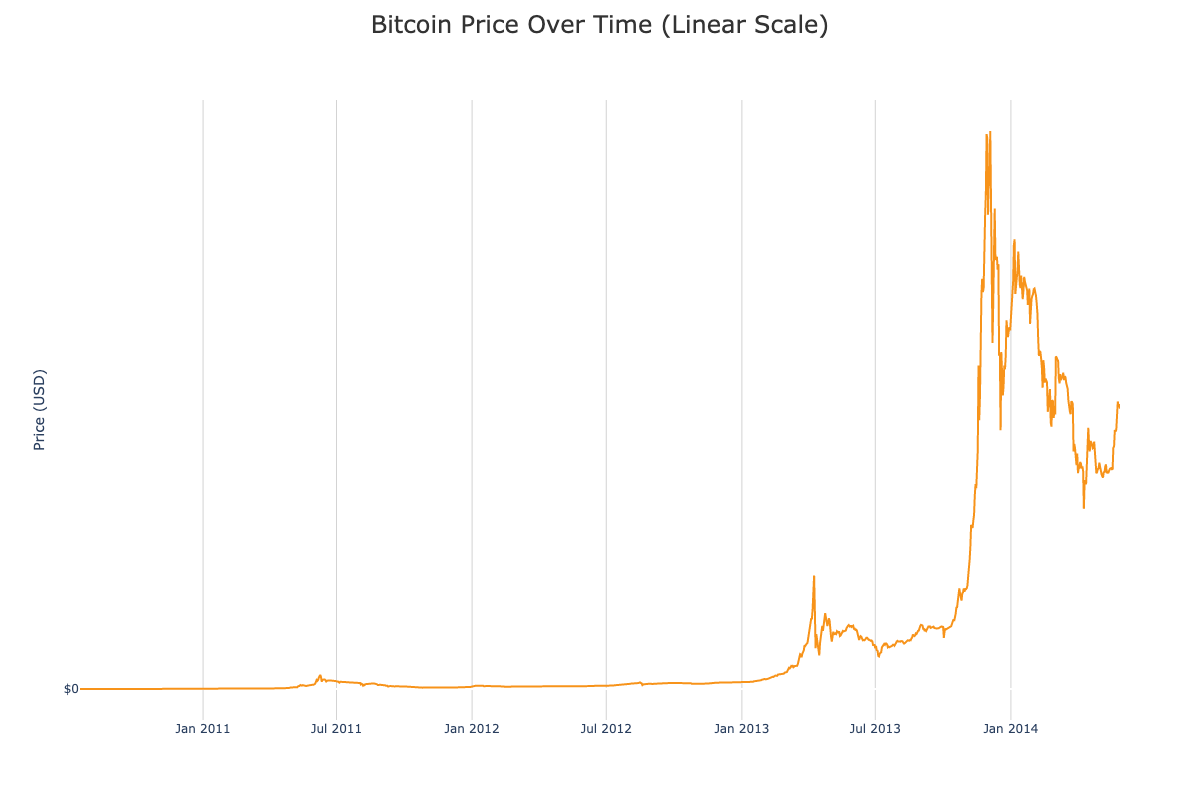 Bitcoin Price Over Time (Linear Scale)
Price (USD)
$0
Jan 2011
Jul 2011
Jan 2012
Jul 2012
Jan 2013
Jul 2013
Jan 2014